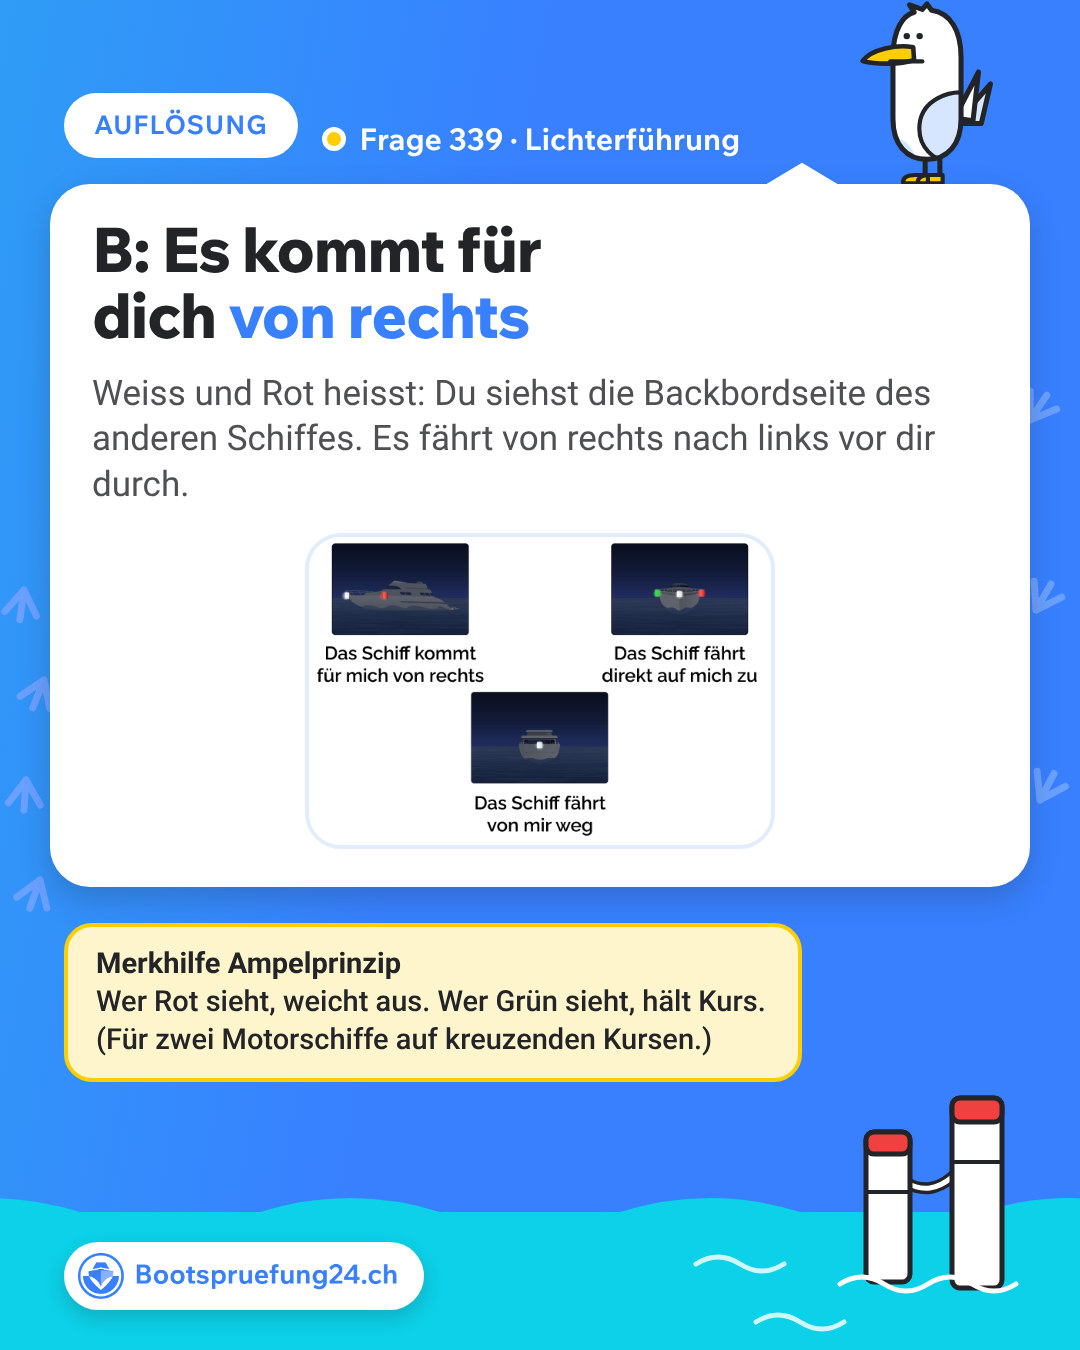 AUFLÖSUNG
Frage 339 · Lichterführung
B: Es kommt für
dich von rechts
Weiss und Rot heisst: Du siehst die Backbordseite des
anderen Schiffes. Es fährt von rechts nach links vor dir
durch.
Das Schiff kommt
für mich von rechts
Das Schiff fährt
direkt auf mich zu
Das Schiff fährt
von mir weg
Merkhilfe Ampelprinzip
Wer Rot sieht, weicht aus. Wer Grün sieht, hält Kurs.
(Für zwei Motorschiffe auf kreuzenden Kursen.)
Bootspruefung24.ch